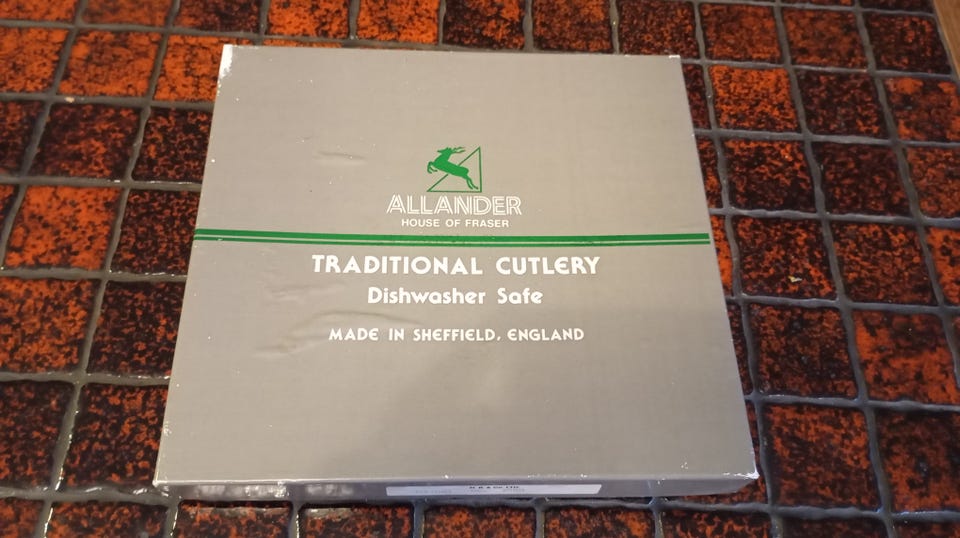 ALLANDER
HOUSE OF FRASER
TRADITIONAL CUTLERY
Dishwasher Safe
MADE IN SHEFFIELD, ENGLAND